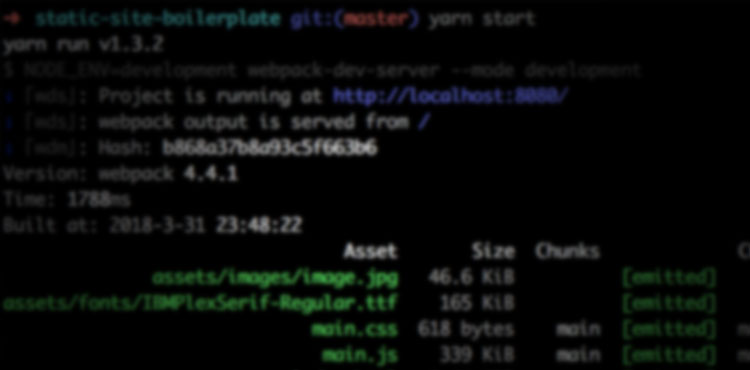 → static-site-boilerplate git:(master) yarn start
yarn run v1.3.2
$ NODE_ENV=development webpack-dev-server --mode development
i [wds]: Project is running at http://localhost:8080/
i [wds]: webpack output is served from /
i [wdm]: Hash: b868a37b8a93c5f663b6
Version: webpack 4.4.1
Time: 1788ms
Built at: 2018-3-31 23:48:22
Asset Size Chunks
assets/images/image.jpg 46.6 KiB [emitted]
assets/fonts/IBMPlexSerif-Regular.ttf 165 KiB [emitted]
main.css 618 bytes main [emitted]
main.js 339 KiB main [emitted]